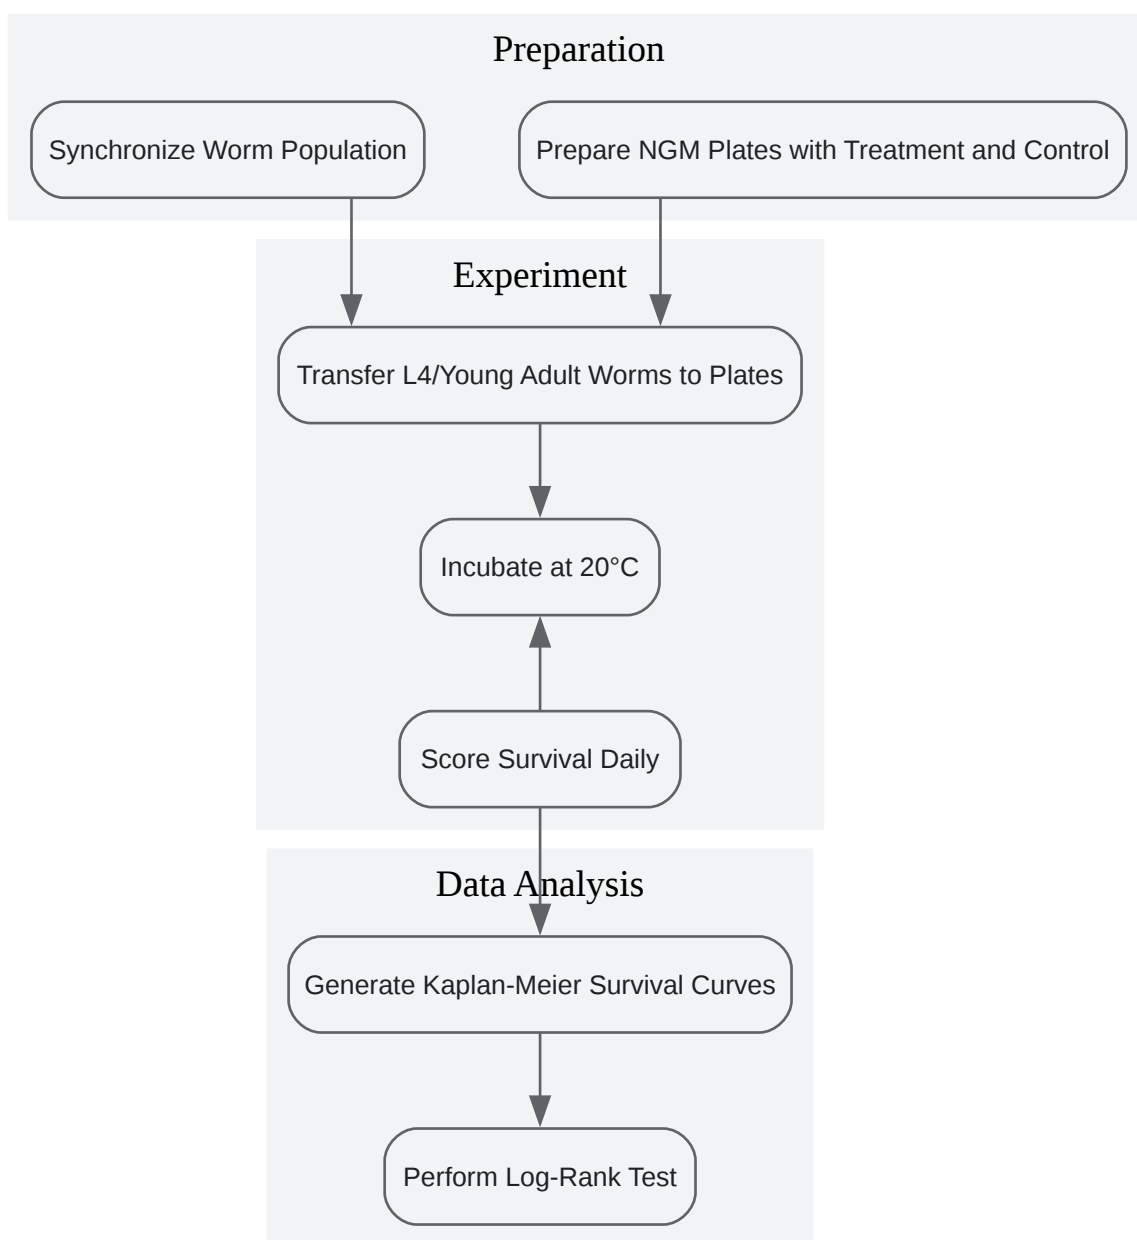 Preparation
Synchronize Worm Population
Prepare NGM Plates with Treatment and Control
Experiment
Transfer L4/Young Adult Worms to Plates
Incubate at 20°C
Score Survival Daily
Data Analysis
Generate Kaplan-Meier Survival Curves
Perform Log-Rank Test